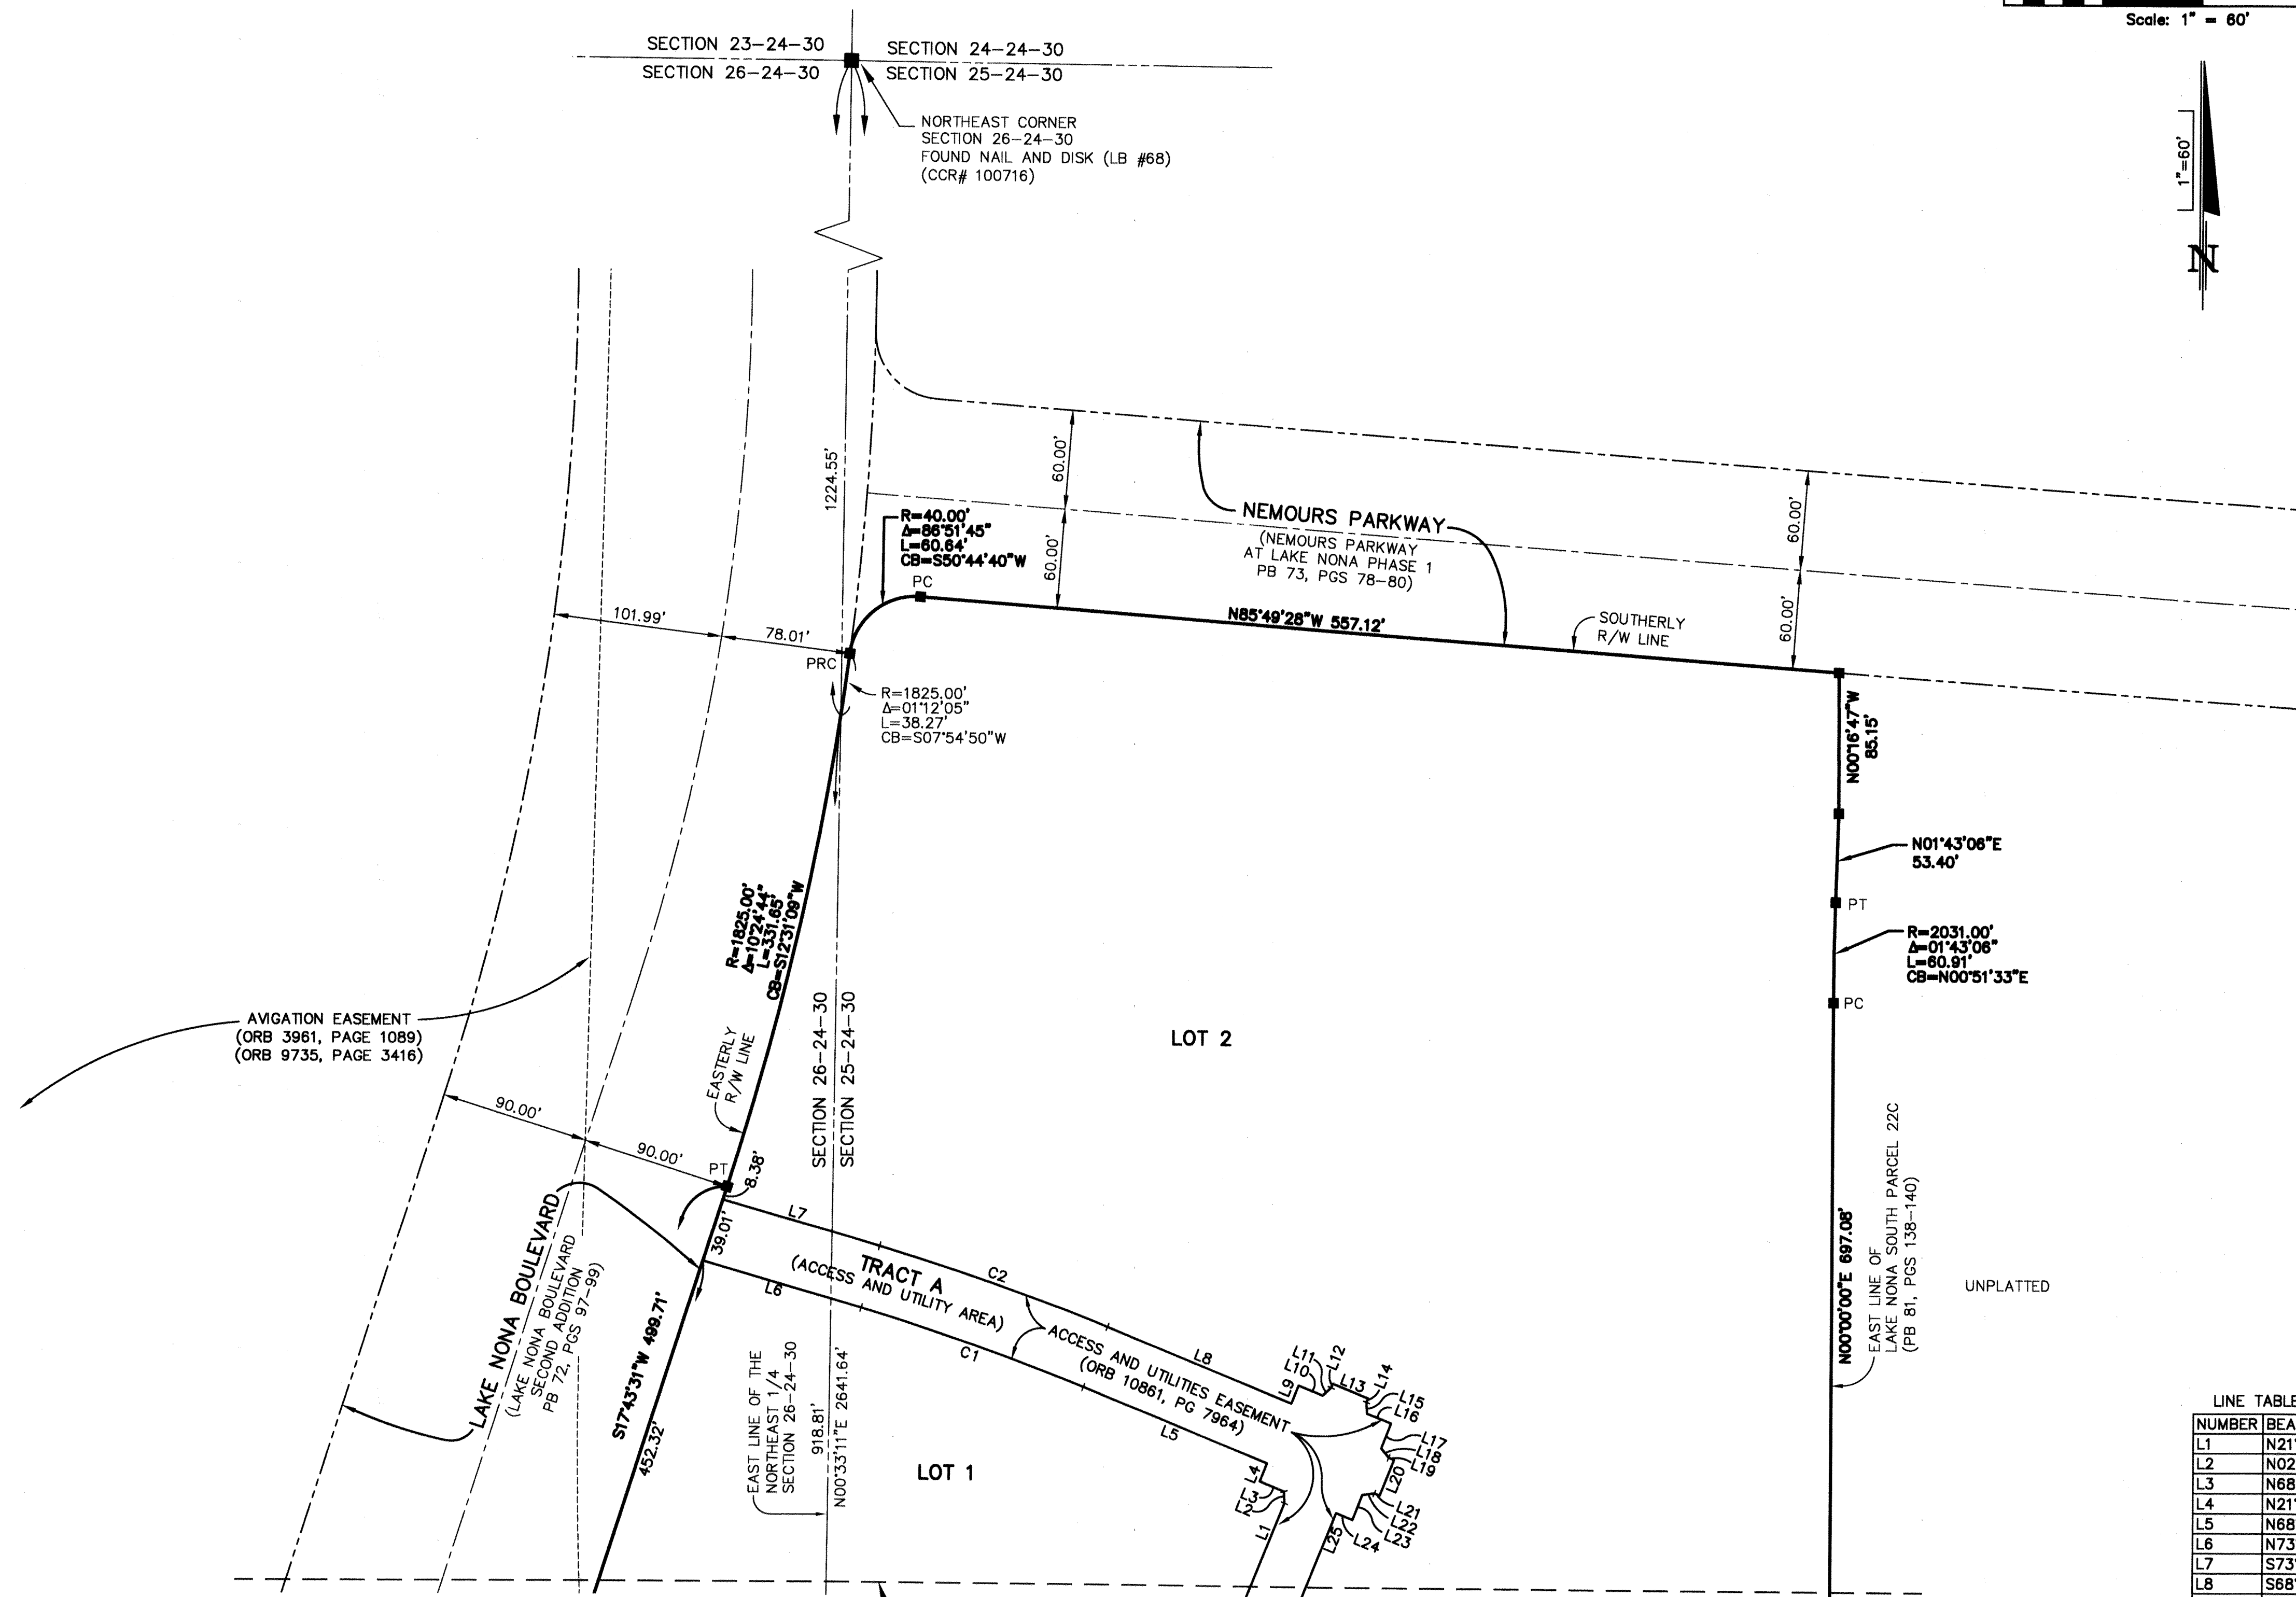 Scale: 1" = 60'
SECTION 23-24-30
SECTION 24-24-30
SECTION 26-24-30
SECTION 25-24-30
NORTHEAST CORNER
SECTION 26-24-30
FOUND NAIL AND DISK (LB #68)
(CCR# 100716)
1"=60'
N
1224.55'
60.00'
60.00'
60.00'
60.00'
NEMOURS PARKWAY
(NEMOURS PARKWAY
AT LAKE NONA PHASE 1
PB 73, PGS 78-80)
R=40.00'
Δ=86°51'45"
L=60.64'
CB=S50°44'40"W
PC
N85°49'28"W 557.12'
SOUTHERLY
R/W LINE
101.99'
78.01'
PRC
R=1825.00'
Δ=01°12'05"
L=38.27'
CB=S07°54'50"W
N00°16'47"W
85.15'
N01°43'06"E
53.40'
PT
R=2031.00'
Δ=01°43'06"
L=60.91'
CB=N00°51'33"E
PC
R=1825.00'
Δ=10°24'44"
L=331.65'
CB=S12°31'09"W
AVIGATION EASEMENT
(ORB 3961, PAGE 1089)
(ORB 9735, PAGE 3416)
EASTERLY
R/W LINE
SECTION 26-24-30
SECTION 25-24-30
LOT 2
90.00'
90.00'
PT
8.38'
39.01'
L7
TRACT A
(ACCESS AND UTILITY AREA)
L6
C2
C1
ACCESS AND UTILITIES EASEMENT
(ORB 10861, PG 7964)
L8
L5
LAKE NONA BOULEVARD
(LAKE NONA BOULEVARD
SECOND ADDITION
PB 72, PGS 97-99)
S17°43'31"W 499.71'
452.32'
EAST LINE OF THE
NORTHEAST 1/4
SECTION 26-24-30
918.81'
N00°33'11"E 2641.64'
LOT 1
L9
L10
L11
L12
L13
L14
L15
L16
L17
L18
L19
L20
L21
L22
L23
L24
L25
L4
L3
L2
L1
N00°00'00"E 697.08'
EAST LINE OF
LAKE NONA SOUTH PARCEL 22C
(PB 81, PGS 138-140)
UNPLATTED
LINE TABLE
NUMBER BEA
L1 N21°
L2 N02
L3 N68
L4 N21°
L5 N68
L6 N73
L7 S73°
L8 S68°